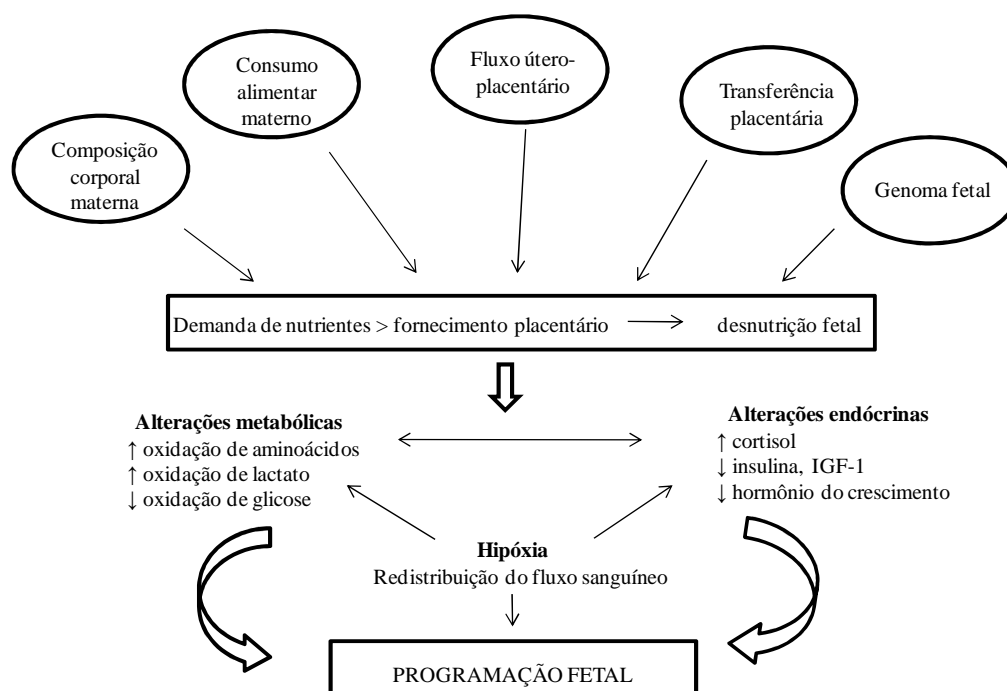 Composição
corporal
materna
Consumo
alimentar
materno
Fluxo útero-
placentário
Transferência
placentária
Genoma fetal
Demanda de nutrientes > fornecimento placentário
desnutrição fetal
Alterações metabólicas
↑ oxidação de aminoácidos
↑ oxidação de lactato
↓ oxidação de glicose
Alterações endócrinas
↑ cortisol
↓ insulina, IGF-1
↓ hormônio do crescimento
Hipóxia
Redistribuição do fluxo sanguíneo
PROGRAMAÇÃO FETAL